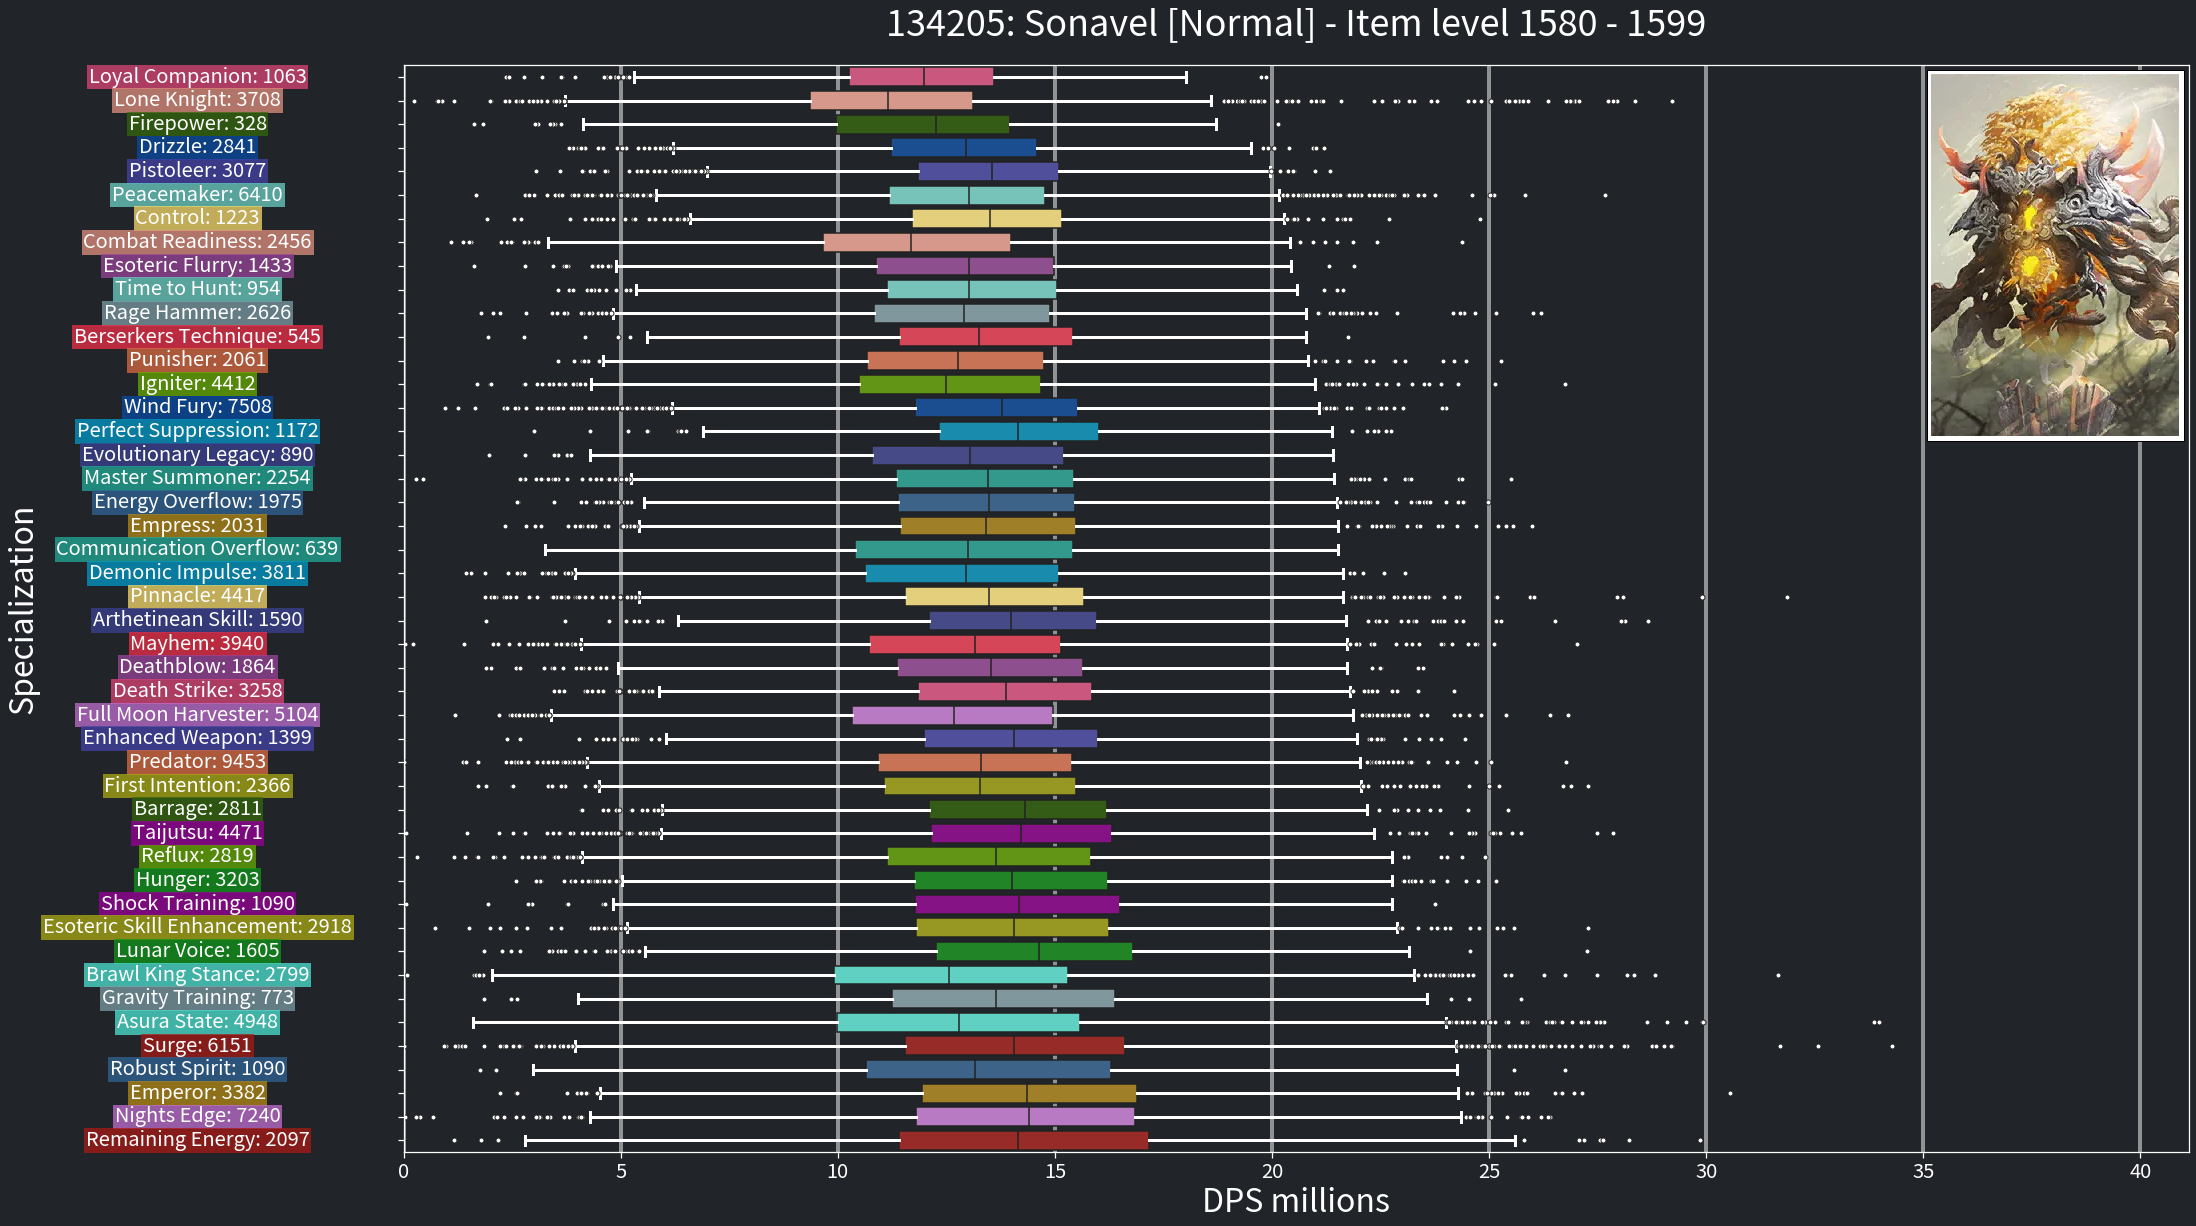 134205: Sonavel [Normal] - Item level 1580 - 1599
Loyal Companion: 1063
Lone Knight: 3708
Firepower: 328
Drizzle: 2841
Pistoleer: 3077
Peacemaker: 6410
Control: 1223
Combat Readiness: 2456
Esoteric Flurry: 1433
Time to Hunt: 954
Rage Hammer: 2626
Berserkers Technique: 545
Punisher: 2061
Igniter: 4412
Wind Fury: 7508
Perfect Suppression: 1172
Evolutionary Legacy: 890
Master Summoner: 2254
Energy Overflow: 1975
Empress: 2031
Communication Overflow: 639
Demonic Impulse: 3811
Pinnacle: 4417
Arthetinean Skill: 1590
Mayhem: 3940
Deathblow: 1864
Death Strike: 3258
Full Moon Harvester: 5104
Enhanced Weapon: 1399
Predator: 9453
First Intention: 2366
Barrage: 2811
Taijutsu: 4471
Reflux: 2819
Hunger: 3203
Shock Training: 1090
Esoteric Skill Enhancement: 2918
Lunar Voice: 1605
Brawl King Stance: 2799
Gravity Training: 773
Asura State: 4948
Surge: 6151
Robust Spirit: 1090
Emperor: 3382
Nights Edge: 7240
Remaining Energy: 2097
Specialization
0 5 10 15 20 25 30 35 40
DPS millions